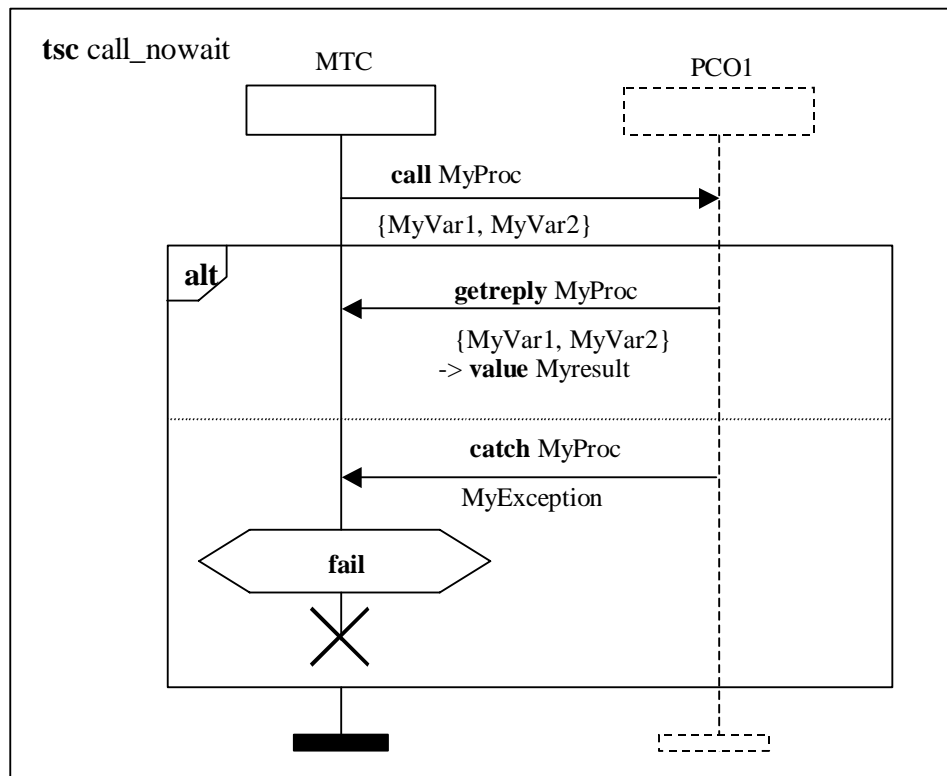 tsc call_nowait
MTC
PCO1
call MyProc
{MyVar1, MyVar2}
alt
getreply MyProc
{MyVar1, MyVar2}
-> value Myresult
catch MyProc
MyException
fail